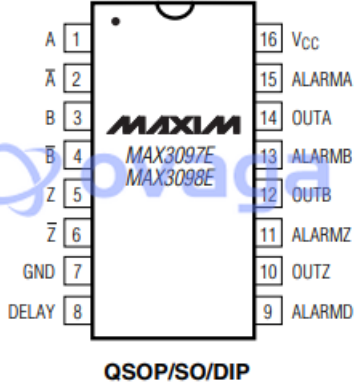 A 1 16 VCC
A̅ 2 15 ALARMA
B 3 14 OUTA
B̅ 4 13 ALARMB
Z 5 12 OUTB
Z̅ 6 11 ALARMZ
GND 7 10 OUTZ
DELAY 8 9 ALARMD
MAXIM
MAX3097E
MAX3098E
ovaga
QSOP/SO/DIP